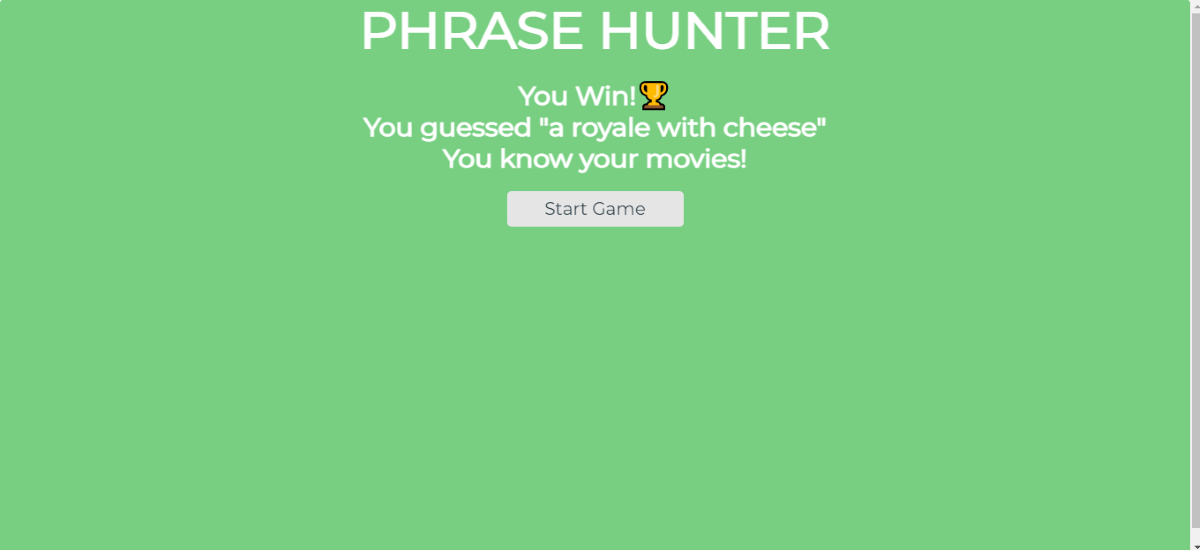 PHRASE HUNTER
You Win!🏆
You guessed "a royale with cheese"
You know your movies!
Start Game